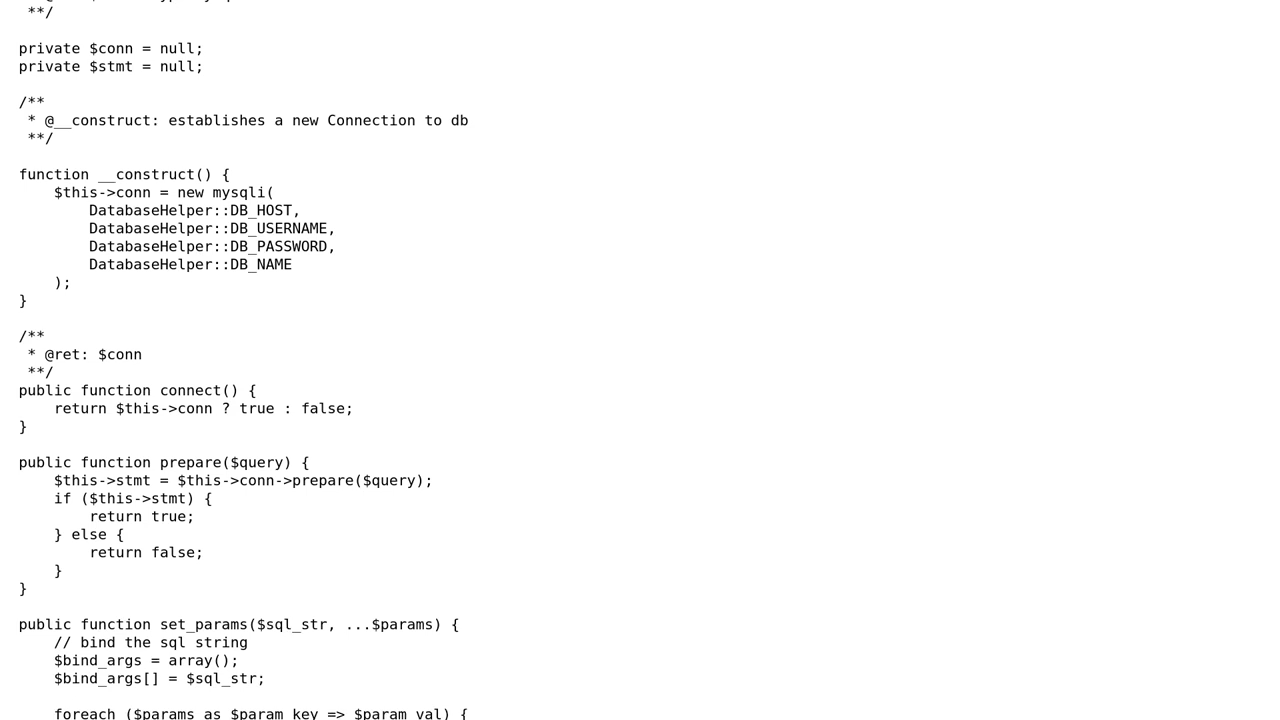 **/
private $conn = null;
private $stmt = null;
/**
 * @__construct: establishes a new Connection to db
 **/
function __construct() {
    $this->conn = new mysqli(
        DatabaseHelper::DB_HOST,
        DatabaseHelper::DB_USERNAME,
        DatabaseHelper::DB_PASSWORD,
        DatabaseHelper::DB_NAME
    );
}
/**
 * @ret: $conn
 **/
public function connect() {
    return $this->conn ? true : false;
}
public function prepare($query) {
    $this->stmt = $this->conn->prepare($query);
    if ($this->stmt) {
        return true;
    } else {
        return false;
    }
}
public function set_params($sql_str, ...$params) {
    // bind the sql string
    $bind_args = array();
    $bind_args[] = $sql_str;
    foreach ($params as $param_key => $param_val) {